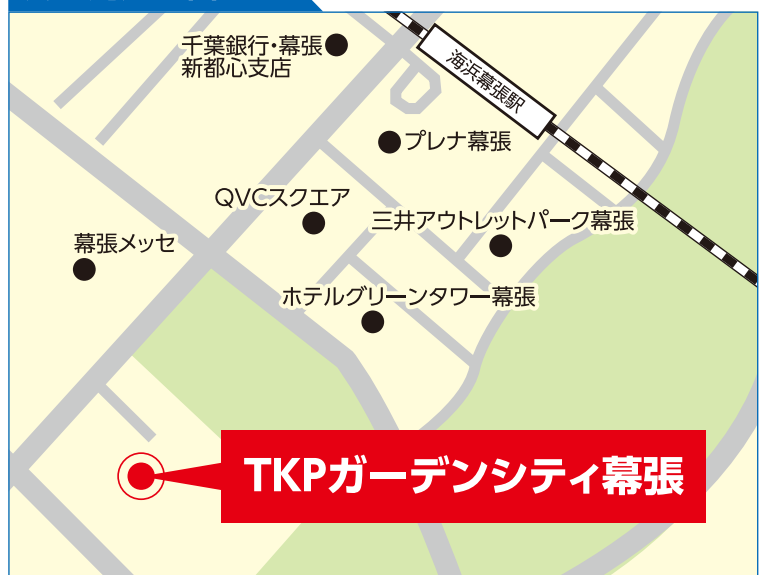 千葉銀行・幕張
新都心支店
海浜幕張駅
プレナ幕張
QVCスクエア
三井アウトレットパーク幕張
幕張メッセ
ホテルグリーンタワー幕張
TKPガーデンシティ幕張